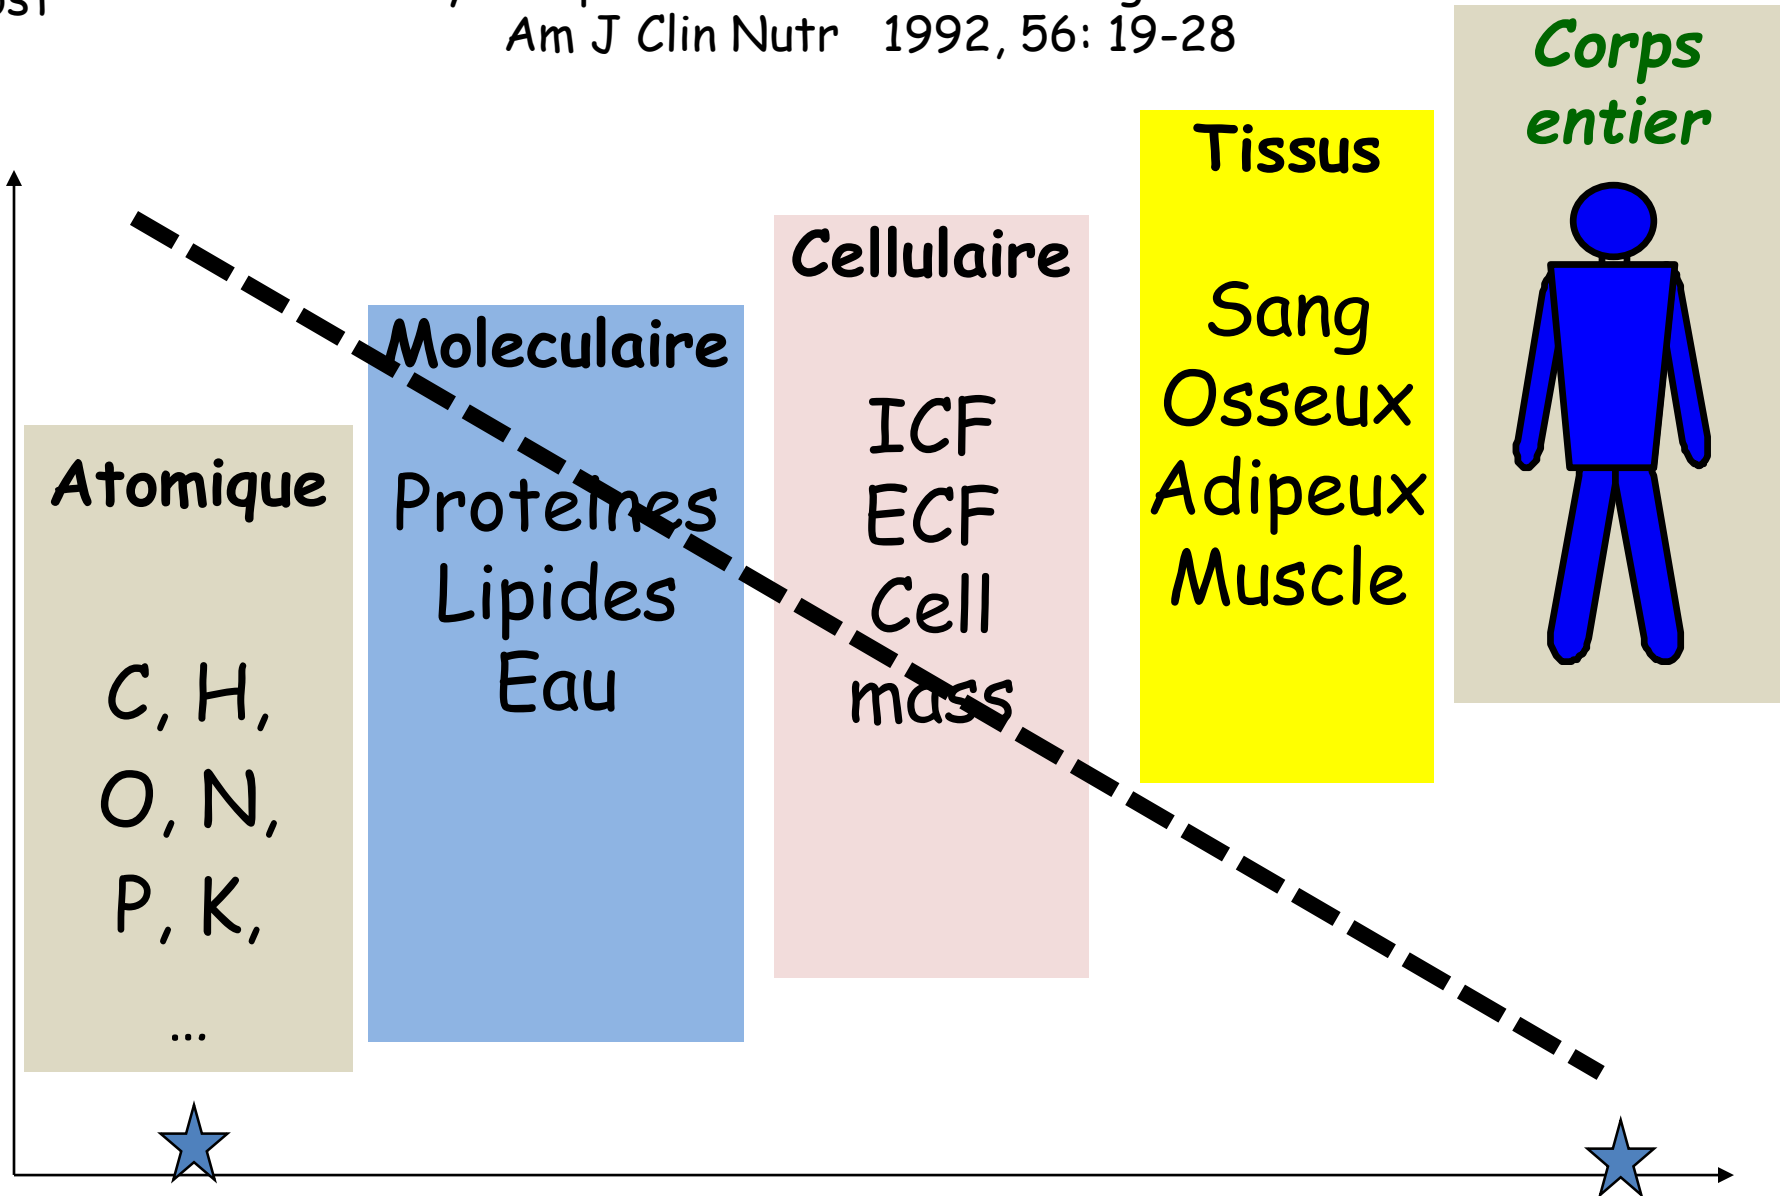 Am J Clin Nutr 1992, 56: 19-28
Corps
entier
Tissus
Sang
Osseux
Adipeux
Muscle
Cellulaire
ICF
ECF
Cell
mass
Moleculaire
Proteines
Lipides
Eau
Atomique
C, H,
O, N,
P, K,
...